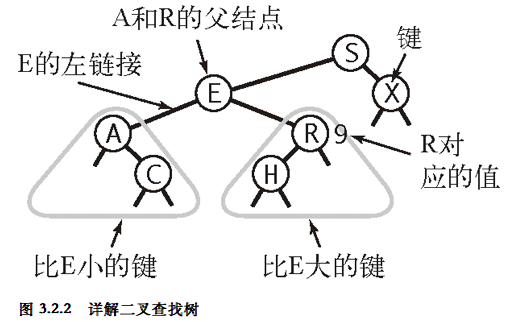 A和R的父结点
键
S
E的左链接
E
X
A
R 9
R对
应的值
C
H
比E小的键
比E大的键
图 3.2.2 详解二叉查找树